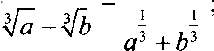 ∛a − ∛b − a^{1/3} + b^{1/3} ;